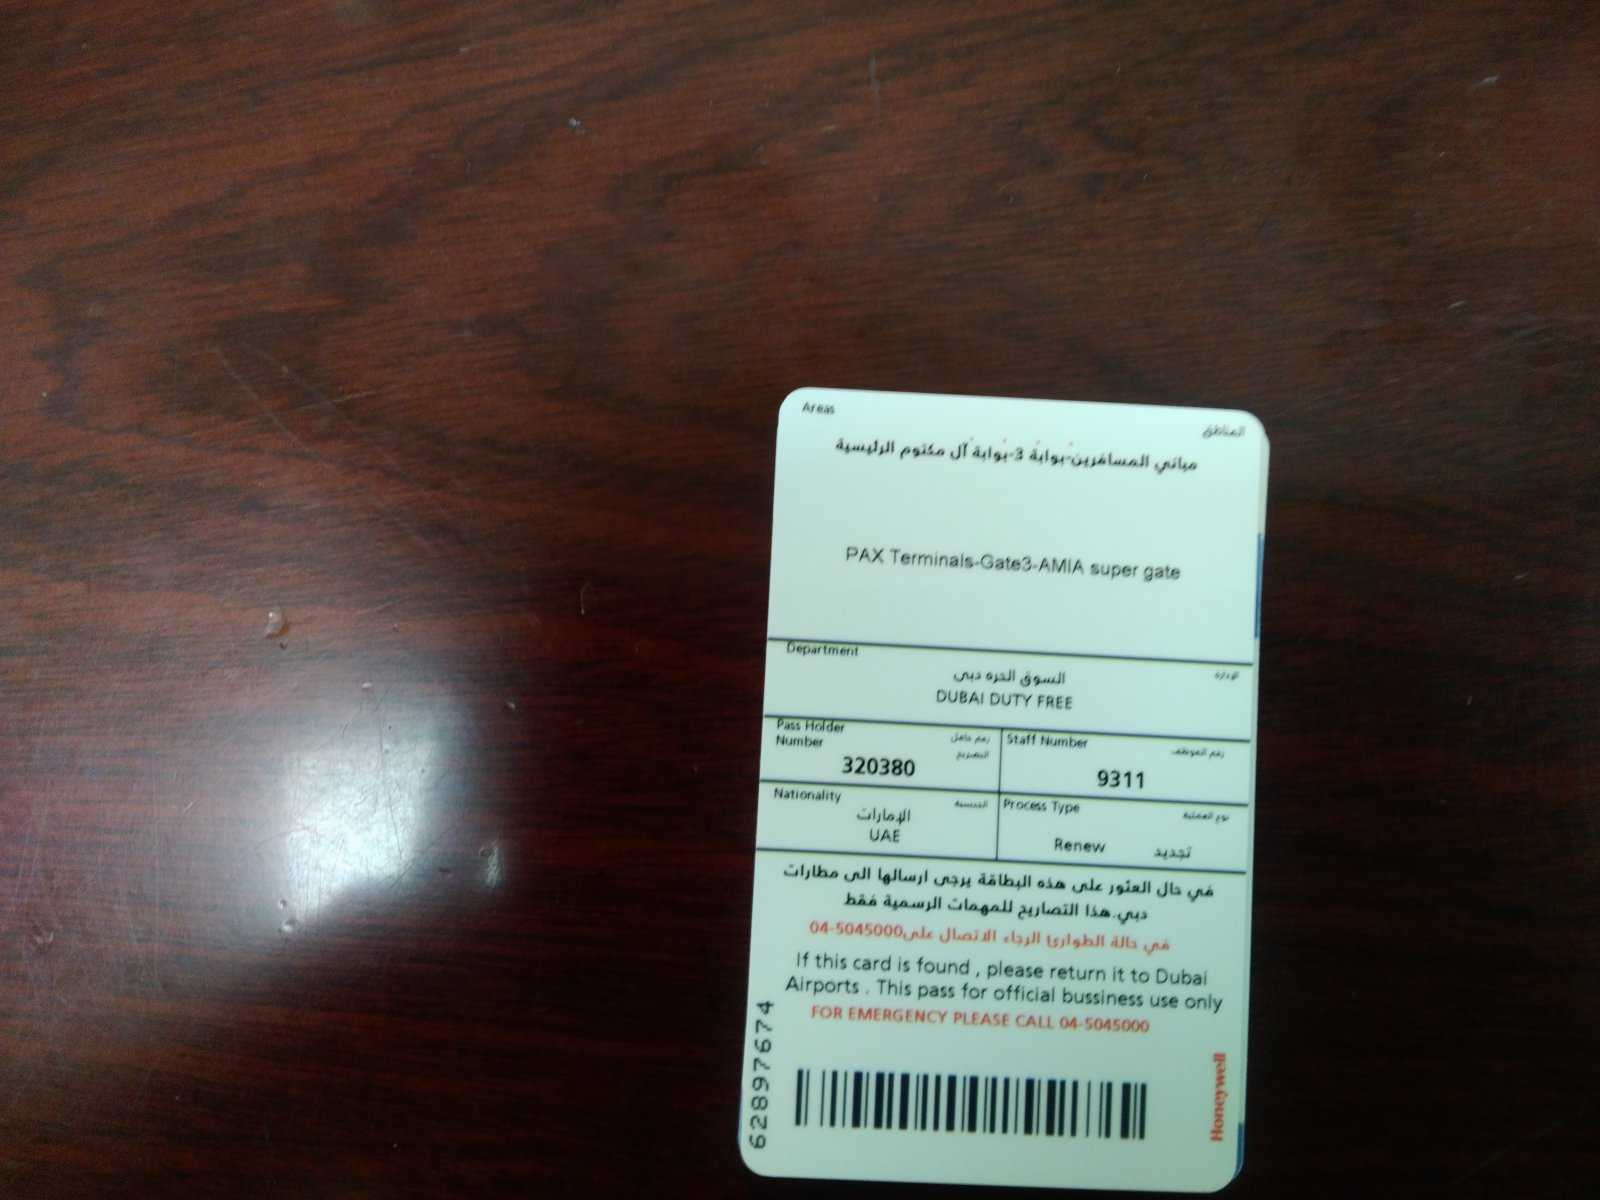 Areas
المناطق
مباني المسافرين-بوابة 3-بوابة آل مكتوم الرئيسية
PAX Terminals-Gate3-AMIA super gate
Department
الإدارة
السوق الحره دبى
DUBAI DUTY FREE
Pass Holder
Number
رقم حامل
التصريح
320380
Staff Number
رقم الموظف
9311
Nationality
الجنسية
الإمارات
UAE
Process Type
نوع العملية
Renew
تجديد
في حال العثور على هذه البطاقة يرجى ارسالها الى مطارات
دبي.هذا التصاريح للمهمات الرسمية فقط
في حالة الطوارئ الرجاء الاتصال على04-5045000
If this card is found , please return it to Dubai
Airports . This pass for official bussiness use only
FOR EMERGENCY PLEASE CALL 04-5045000
62897674
Honeywell